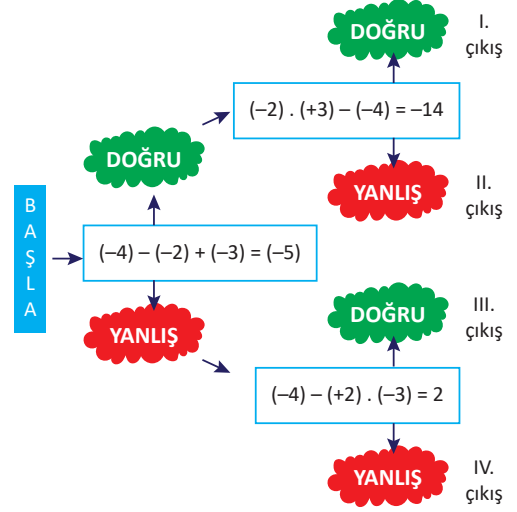 DOĞRU
I.
çıkış
(–2) . (+3) – (–4) = –14
DOĞRU
YANLIŞ
II.
çıkış
B
A
Ş
L
A
(–4) – (–2) + (–3) = (–5)
YANLIŞ
DOĞRU
III.
çıkış
(–4) – (+2) . (–3) = 2
YANLIŞ
IV.
çıkış